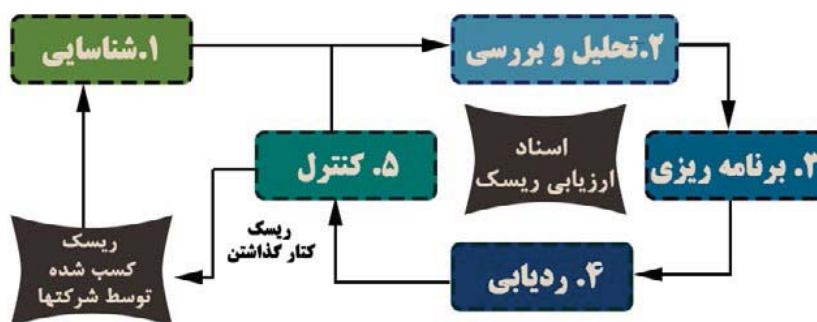 ۱.شناسایی
۲.تحلیل و بررسی
۳. برنامه ریزی
۴. ردیابی
۵. کنترل
اسناد
ارزیابی ریسک
ریسک
کنار گذاشتن
ریسک
کسب شده
توسط شرکتها